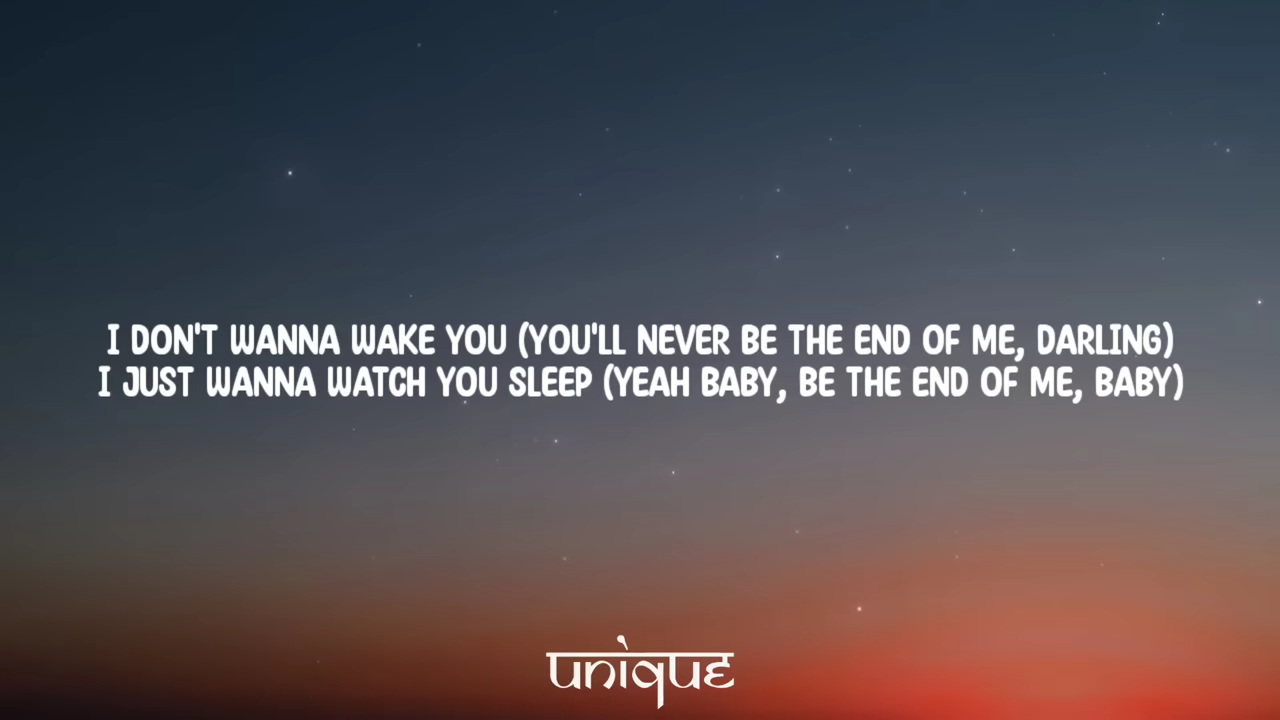 I DON'T WANNA WAKE YOU (YOU'LL NEVER BE THE END OF ME, DARLING)
I JUST WANNA WATCH YOU SLEEP (YEAH BABY, BE THE END OF ME, BABY)
unique